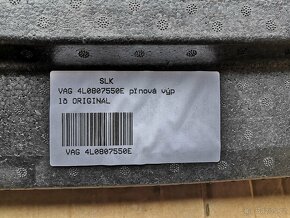 SLK
VAG 4L0807550E pěnová výp
lň ORIGINAL
VAG 4L0807550E